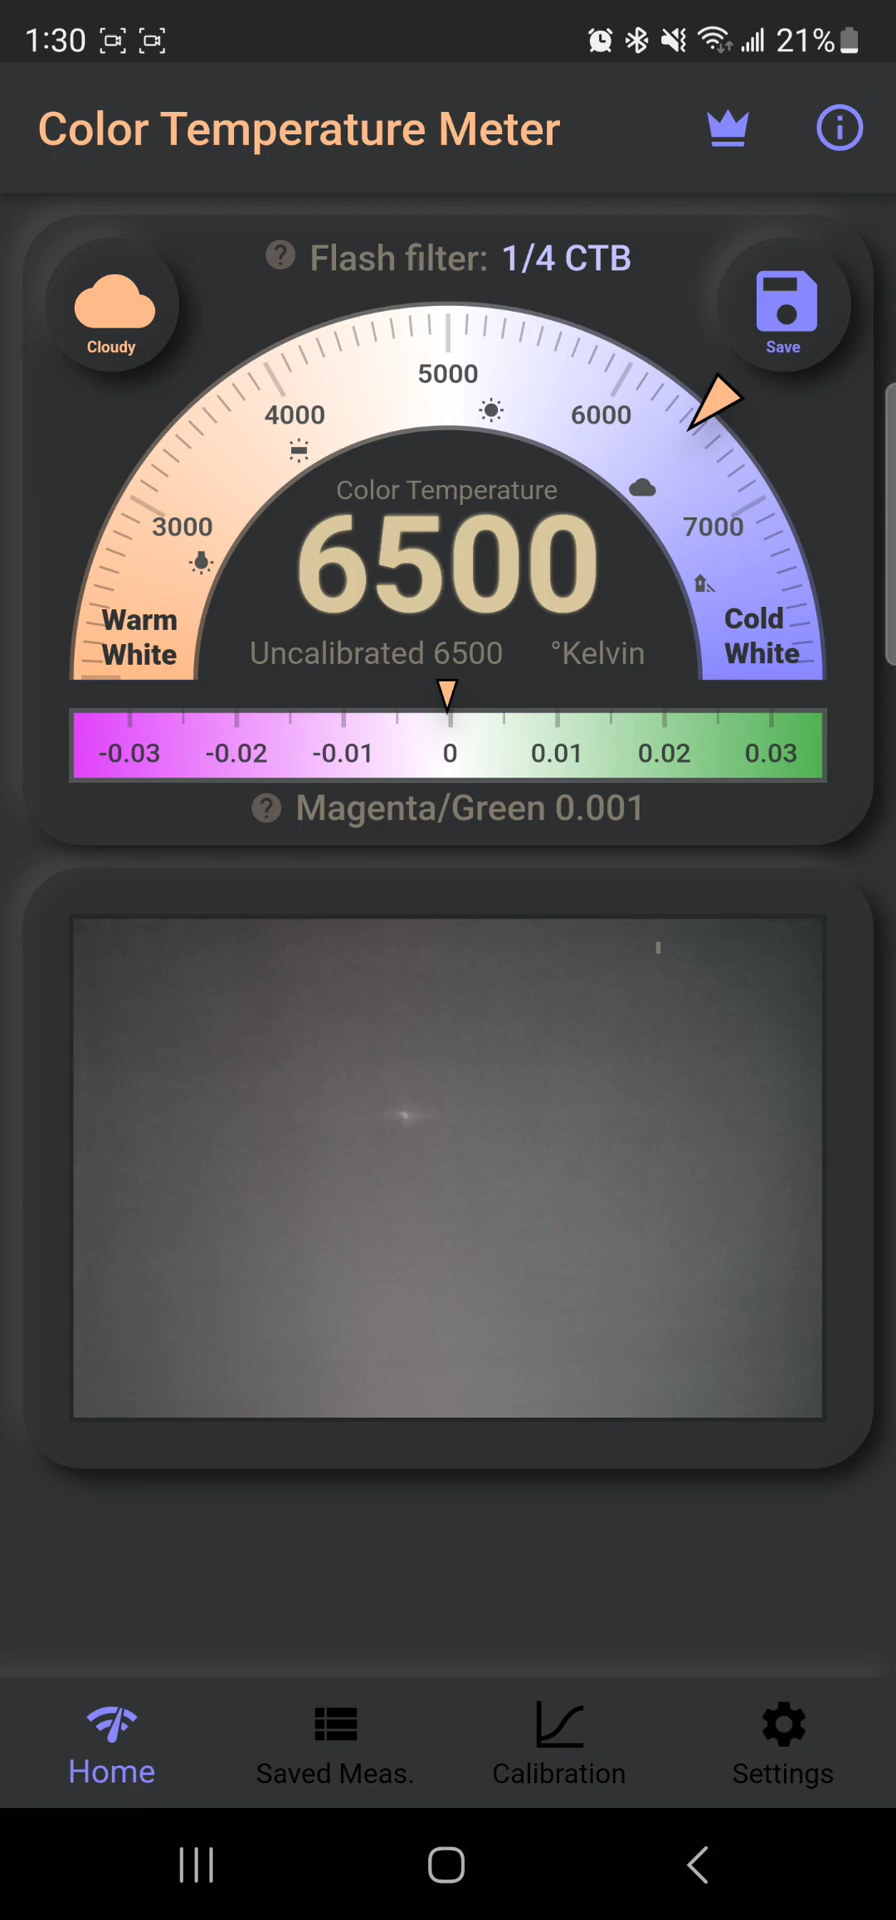 1:30 21%
Color Temperature Meter
Flash filter: 1/4 CTB
Cloudy
Save
5000
4000
6000
3000
7000
Color Temperature
6500
Warm White
Cold White
Uncalibrated 6500 °Kelvin
-0.03 -0.02 -0.01 0 0.01 0.02 0.03
Magenta/Green 0.001
Home Saved Meas. Calibration Settings